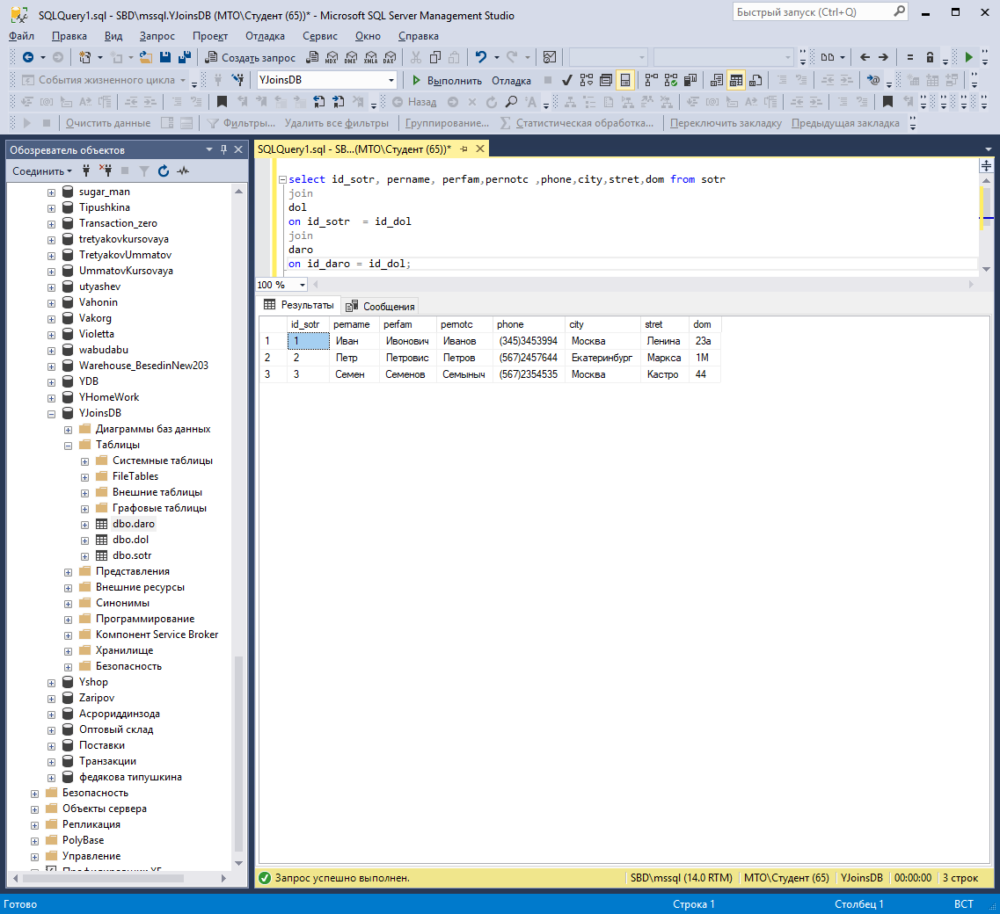 SQLQuery1.sql - SBD\mssql.YJoinsDB (МТО\Студент (65))* - Microsoft SQL Server Management Studio
Быстрый запуск (Ctrl+Q)
Файл Правка Вид Запрос Проект Отладка Сервис Окно Справка
Создать запрос MDX DMX XMLA DAX
События жизненного цикла YJoinsDB Выполнить Отладка
Назад
Очистить данные Фильтры... Удалить все фильтры Группирование... Статистическая обработка... Переключить закладку Предыдущая закладка
Обозреватель объектов
Соединить
sugar_man
Tipushkina
Transaction_zero
tretyakovkursovaya
TretyakovUmmatov
UmmatovKursovaya
utyashev
Vahonin
Vakorg
Violetta
wabudabu
Warehouse_BesedinNew203
YDB
YHomeWork
YJoinsDB
Диаграммы баз данных
Таблицы
Системные таблицы
FileTables
Внешние таблицы
Графовые таблицы
dbo.daro
dbo.dol
dbo.sotr
Представления
Внешние ресурсы
Синонимы
Программирование
Компонент Service Broker
Хранилище
Безопасность
Yshop
Zaripov
Асрориддинзода
Оптовый склад
Поставки
Транзакции
федякова типушкина
Безопасность
Объекты сервера
Репликация
PolyBase
Управление
SQLQuery1.sql - SB...(МТО\Студент (65))*
select id_sotr, pername, perfam,pernotc ,phone,city,stret,dom from sotr
join
dol
on id_sotr  = id_dol
join
daro
on id_daro = id_dol;
100 %
Результаты Сообщения
id_sotr pername perfam pernotc phone city stret dom
1 1 Иван Ивонович Иванов (345)3453994 Москва Ленина 23а
2 2 Петр Петровис Петров (567)2457644 Екатеринбург Маркса 1М
3 3 Семен Семенов Семыныч (567)2354535 Москва Кастро 44
Запрос успешно выполнен. SBD\mssql (14.0 RTM) МТО\Студент (65) YJoinsDB 00:00:00 3 строк
Готово Строка 1 Столбец 1 ВСТ